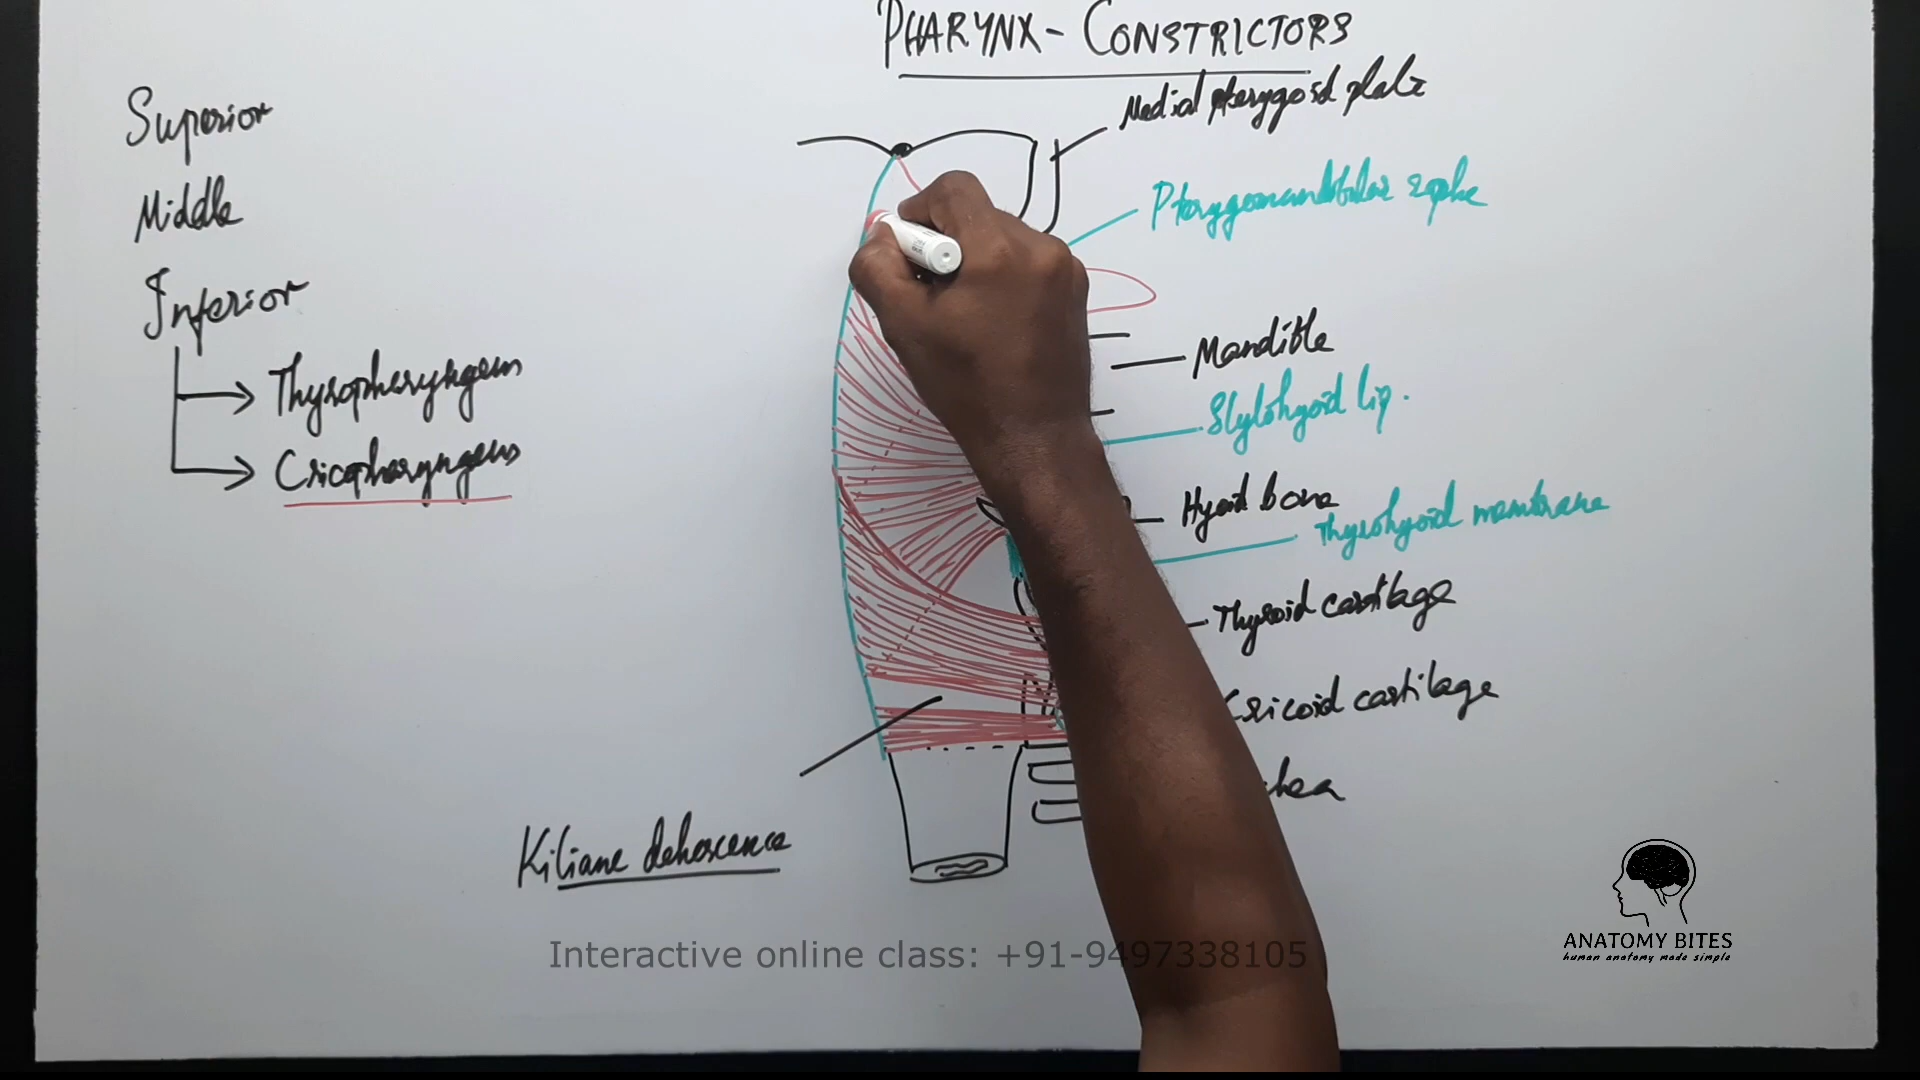 PHARYNX - CONSTRICTORS
Medial pterygoid plate
Superior
Pterygomandibular raphe
Middle
Inferior
Mandible
Thyropharyngeus
Stylohyoid lig.
Cricopharyngeus
Hyoid bone
Thyrohyoid membrane
Thyroid cartilage
Cricoid cartilage
Kiliane dehescence
ANATOMY BITES
human anatomy made simple
Interactive online class: +91-9497338105